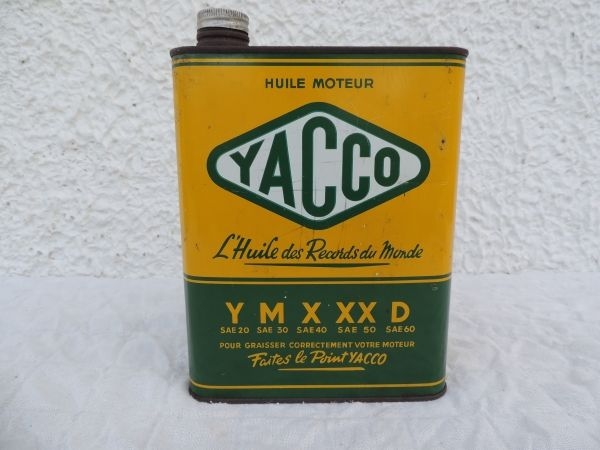 HUILE MOTEUR
YACCO
L'Huile des Records du Monde
Y M X XX D
SAE 20 SAE 30 SAE 40 SAE 50 SAE 60
POUR GRAISSER CORRECTEMENT VOTRE MOTEUR
Faites le Point YACCO